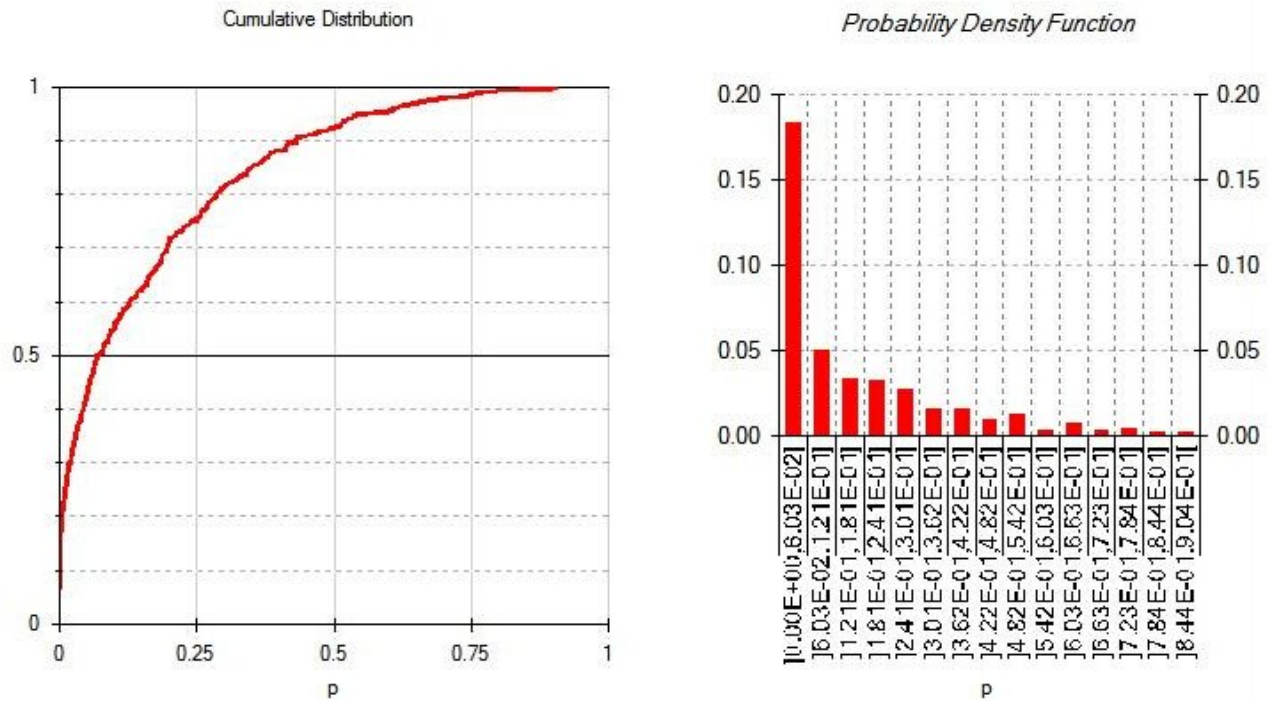 Cumulative Distribution
1
0.5
0
0
0.25
0.5
0.75
1
p
Probability Density Function
0.20
0.15
0.10
0.05
0.00
0.20
0.15
0.10
0.05
0.00
]0.00E+00,6.03E-02]
]6.03E-02,1.21E-01]
]1.21E-01,1.81E-01]
]1.81E-01,2.41E-01]
]2.41E-01,3.01E-01]
]3.01E-01,3.62E-01]
]3.62E-01,4.22E-01]
]4.22E-01,4.82E-01]
]4.82E-01,5.42E-01]
]5.42E-01,6.03E-01]
]6.03E-01,6.63E-01]
]6.63E-01,7.23E-01]
]7.23E-01,7.84E-01]
]7.84E-01,8.44E-01]
]8.44E-01,9.04E-01[
p